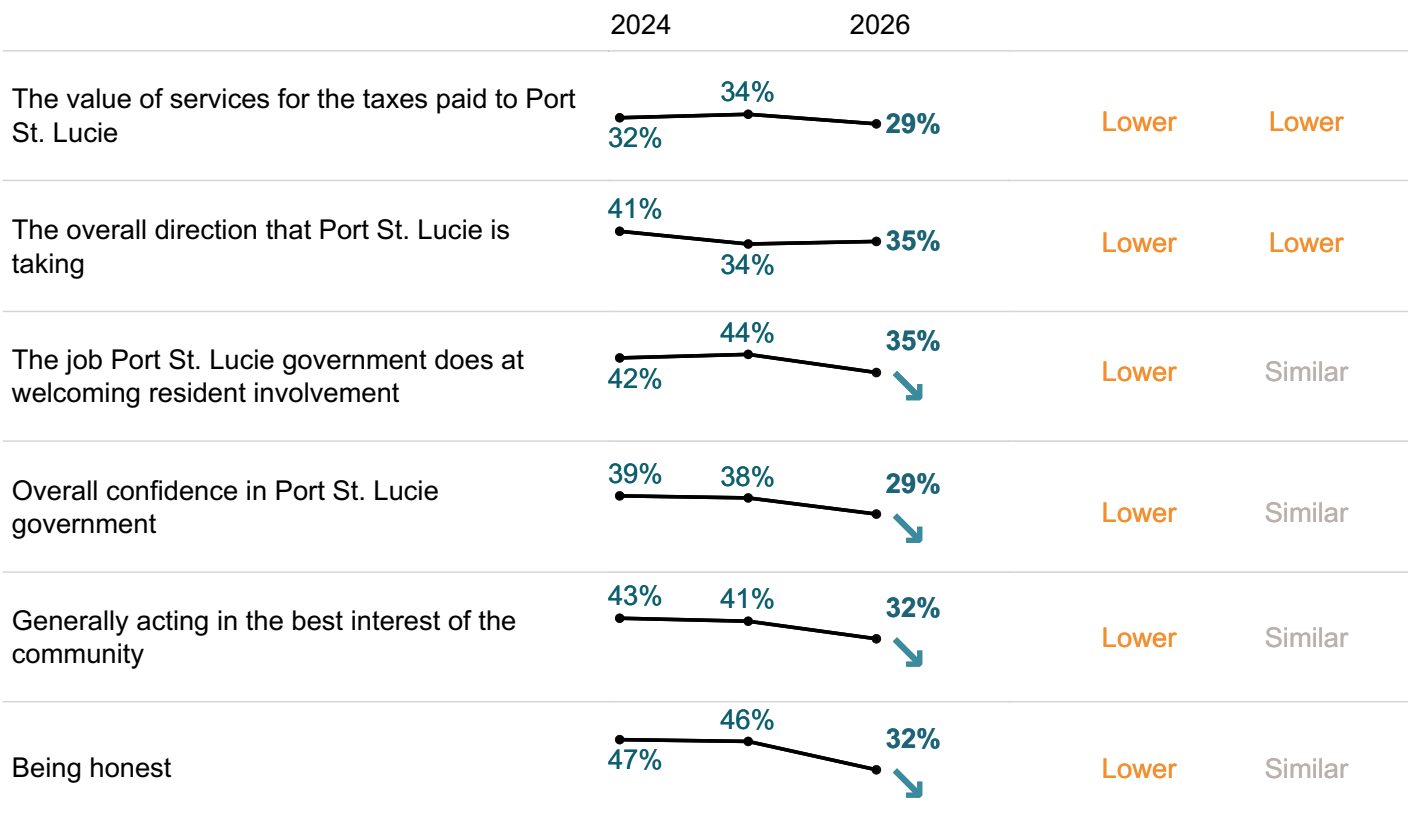 2024 2026
34%
The value of services for the taxes paid to Port
St. Lucie
32%
29%
Lower Lower
41%
The overall direction that Port St. Lucie is
taking
34%
35%
Lower Lower
44%
35%
The job Port St. Lucie government does at
welcoming resident involvement
42%
Lower Similar
39% 38% 29%
Overall confidence in Port St. Lucie
government
Lower Similar
43% 41% 32%
Generally acting in the best interest of the
community
Lower Similar
46%
32%
Being honest
47%
Lower Similar